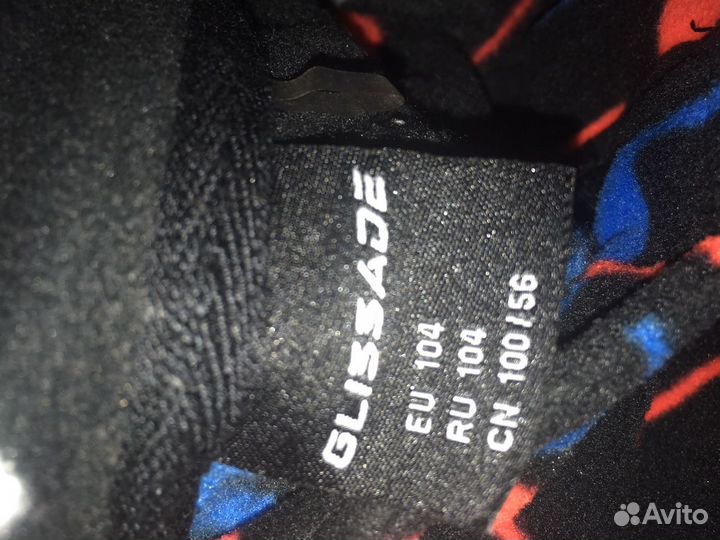 GLISSADE
EU 104
RU 104
CN 100/56
Avito